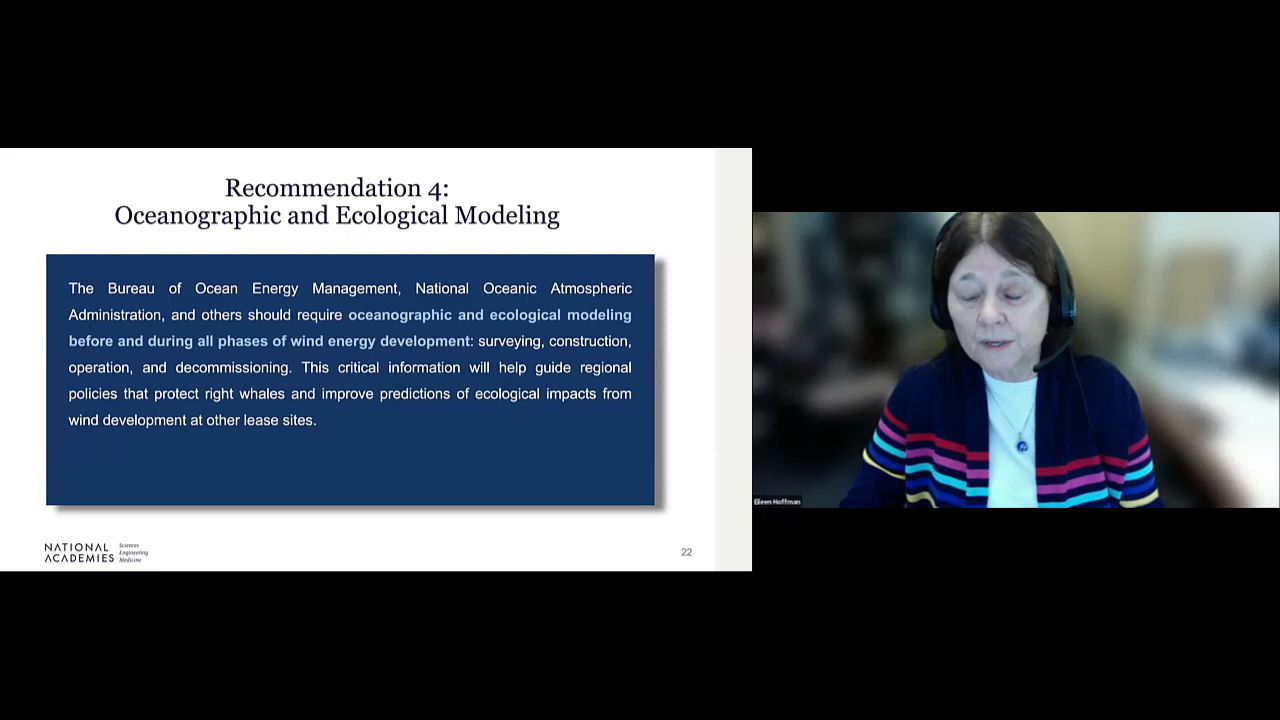 Recommendation 4:
Oceanographic and Ecological Modeling
The Bureau of Ocean Energy Management, National Oceanic Atmospheric
Administration, and others should require oceanographic and ecological modeling
before and during all phases of wind energy development: surveying, construction,
operation, and decommissioning. This critical information will help guide regional
policies that protect right whales and improve predictions of ecological impacts from
wind development at other lease sites.
NATIONAL
ACADEMIES
Sciences
Engineering
Medicine
22
Eileen Hoffman